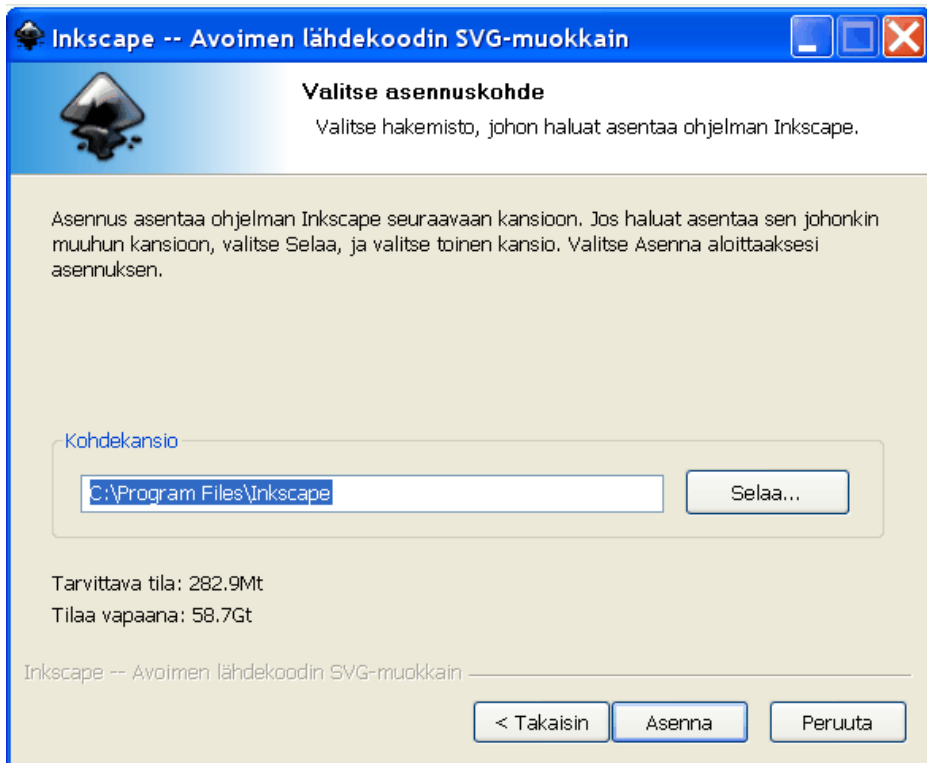 Inkscape -- Avoimen lähdekoodin SVG-muokkain
Valitse asennuskohde
Valitse hakemisto, johon haluat asentaa ohjelman Inkscape.
Asennus asentaa ohjelman Inkscape seuraavaan kansioon. Jos haluat asentaa sen johonkin
muuhun kansioon, valitse Selaa, ja valitse toinen kansio. Valitse Asenna aloittaaksesi
asennuksen.
Kohdekansio
C:\Program Files\Inkscape
Selaa...
Tarvittava tila: 282.9Mt
Tilaa vapaana: 58.7Gt
Inkscape -- Avoimen lähdekoodin SVG-muokkain
< Takaisin
Asenna
Peruuta